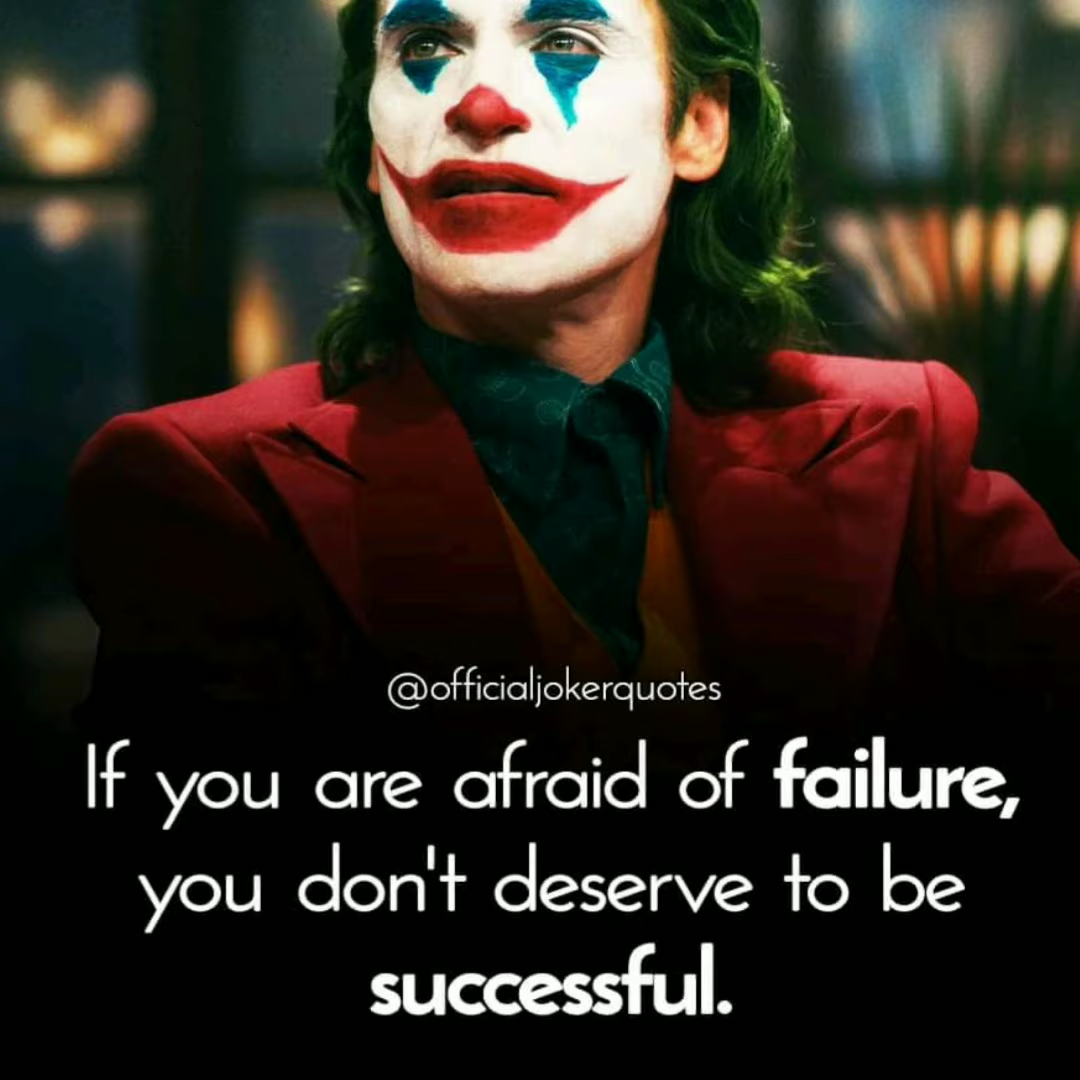 @officialjokerquotes
If you are afraid of failure,
you don't deserve to be
successful.